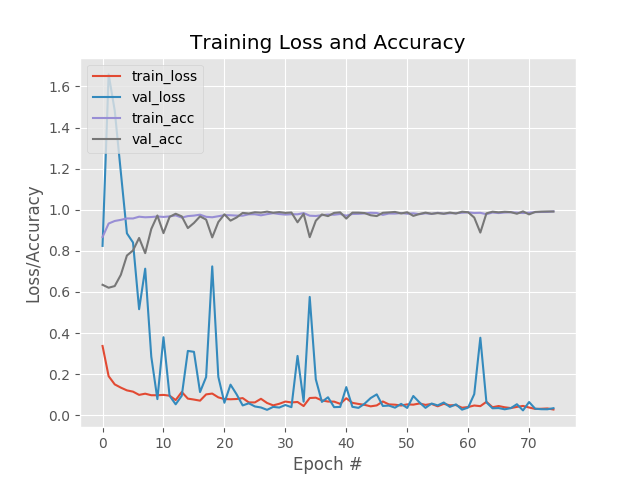 Training Loss and Accuracy
train_loss
val_loss
train_acc
val_acc
1.6
1.4
1.2
1.0
0.8
0.6
0.4
0.2
0.0
Loss/Accuracy
0 10 20 30 40 50 60 70
Epoch #